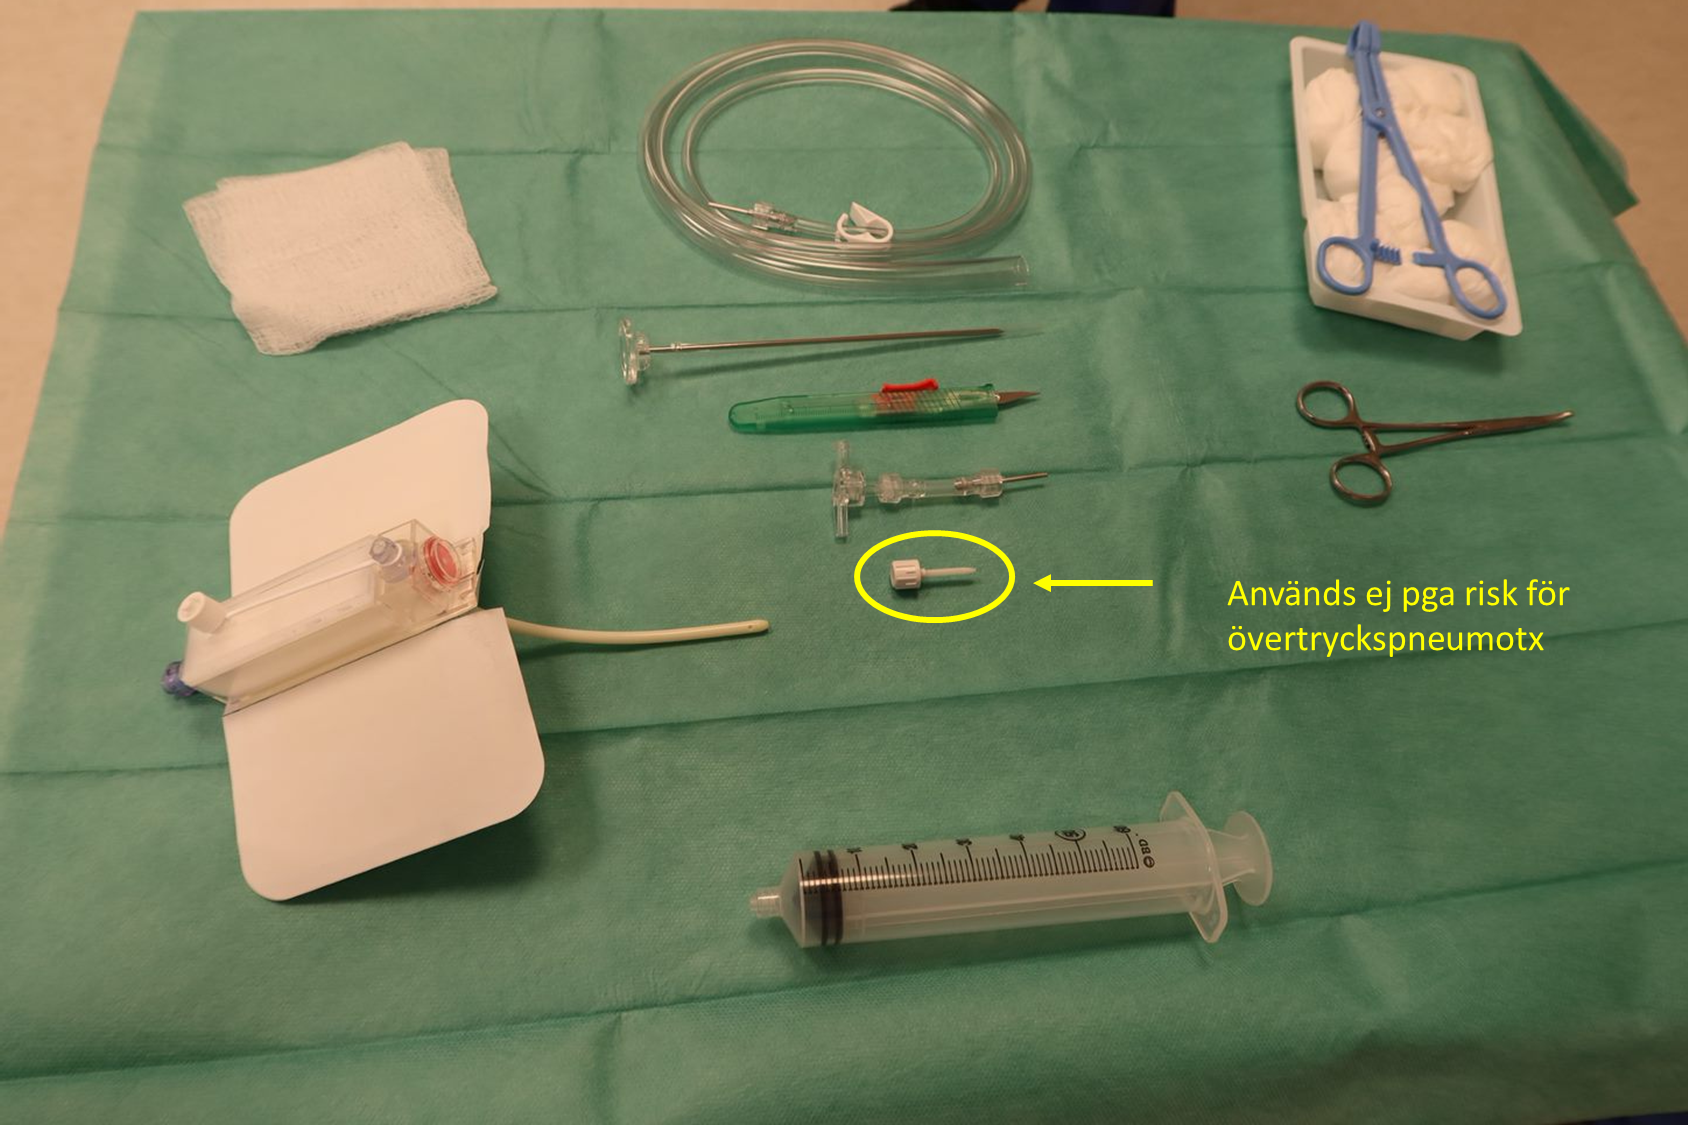 Används ej pga risk för
övertryckspneumotx